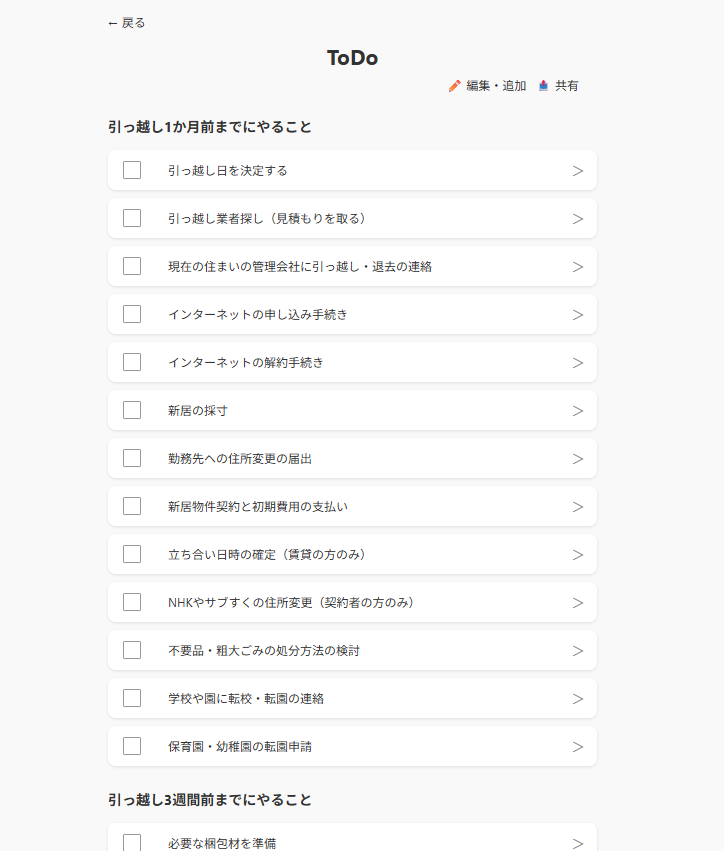 ← 戻る
ToDo
編集・追加 共有
引っ越し1か月前までにやること
引っ越し日を決定する >
引っ越し業者探し（見積もりを取る） >
現在の住まいの管理会社に引っ越し・退去の連絡 >
インターネットの申し込み手続き >
インターネットの解約手続き >
新居の採寸 >
勤務先への住所変更の届出 >
新居物件契約と初期費用の支払い >
立ち合い日時の確定（賃貸の方のみ） >
NHKやサブすくの住所変更（契約者の方のみ） >
不要品・粗大ごみの処分方法の検討 >
学校や園に転校・転園の連絡 >
保育園・幼稚園の転園申請 >
引っ越し3週間前までにやること
必要な梱包材を準備 >